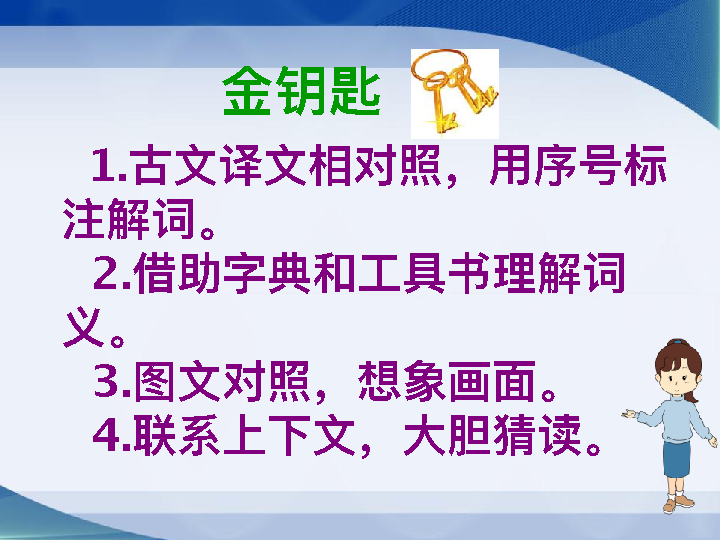 金钥匙
1.古文译文相对照，用序号标
注解词。
2.借助字典和工具书理解词
义。
3.图文对照，想象画面。
4.联系上下文，大胆猜读。